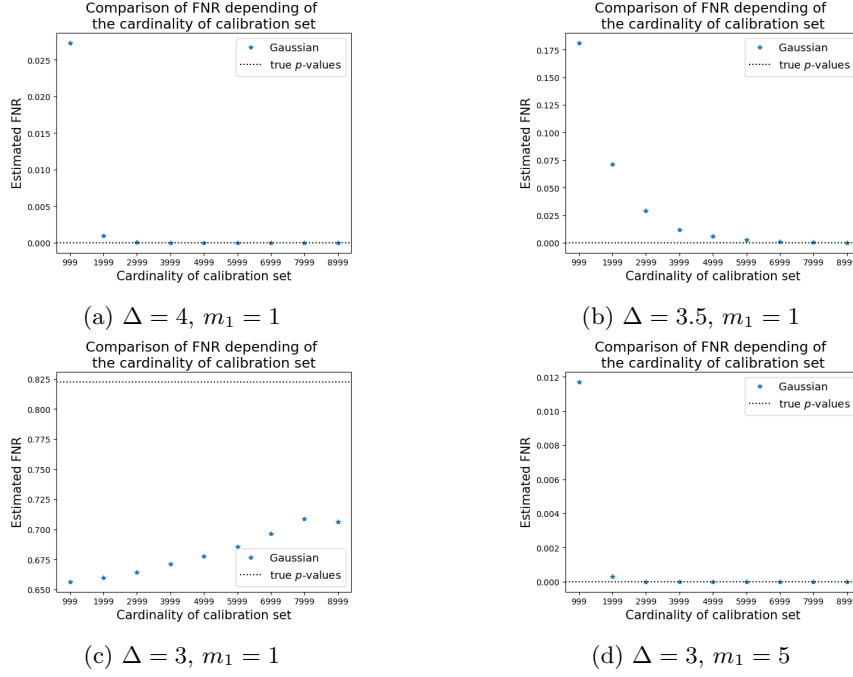 Comparison of FNR depending of
the cardinality of calibration set
Estimated FNR
0.025
0.020
0.015
0.010
0.005
0.000
Gaussian
true p-values
999 1999 2999 3999 4999 5999 6999 7999 8999
Cardinality of calibration set
(a) Δ = 4, m₁ = 1
Comparison of FNR depending of
the cardinality of calibration set
Estimated FNR
0.175
0.150
0.125
0.100
0.075
0.050
0.025
0.000
Gaussian
true p-values
999 1999 2999 3999 4999 5999 6999 7999 8999
Cardinality of calibration set
(b) Δ = 3.5, m₁ = 1
Comparison of FNR depending of
the cardinality of calibration set
Estimated FNR
0.825
0.800
0.775
0.750
0.725
0.700
0.675
0.650
Gaussian
true p-values
999 1999 2999 3999 4999 5999 6999 7999 8999
Cardinality of calibration set
(c) Δ = 3, m₁ = 1
Comparison of FNR depending of
the cardinality of calibration set
Estimated FNR
0.012
0.010
0.008
0.006
0.004
0.002
0.000
Gaussian
true p-values
999 1999 2999 3999 4999 5999 6999 7999 8999
Cardinality of calibration set
(d) Δ = 3, m₁ = 5